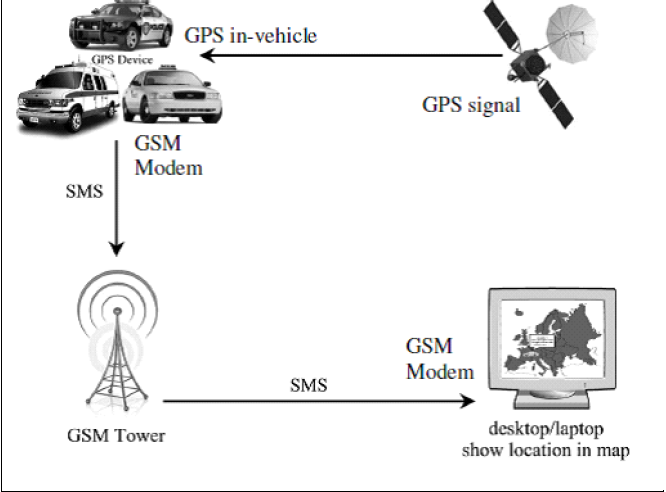 GPS Device
GPS in-vehicle
GPS signal
GSM
Modem
SMS
GSM
Modem
SMS
GSM Tower
desktop/laptop
show location in map